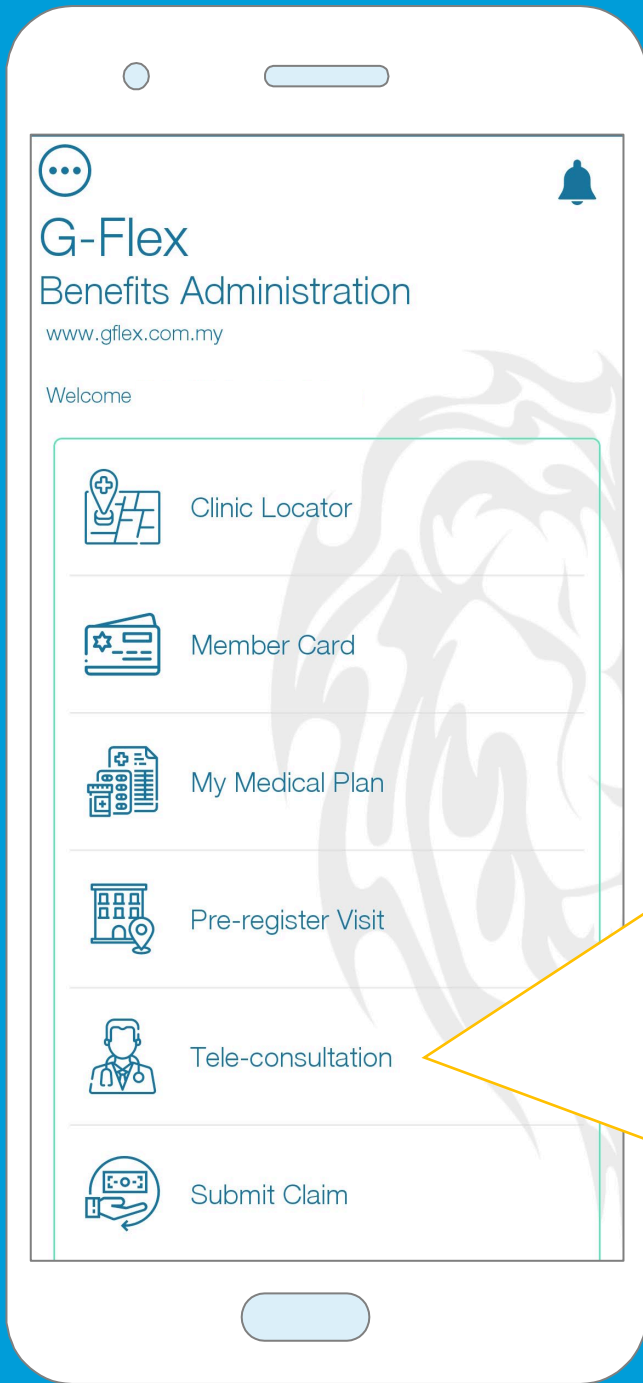 G-Flex
Benefits Administration
www.gflex.com.my
Welcome
Clinic Locator
Member Card
My Medical Plan
Pre-register Visit
Tele-consultation
Submit Claim